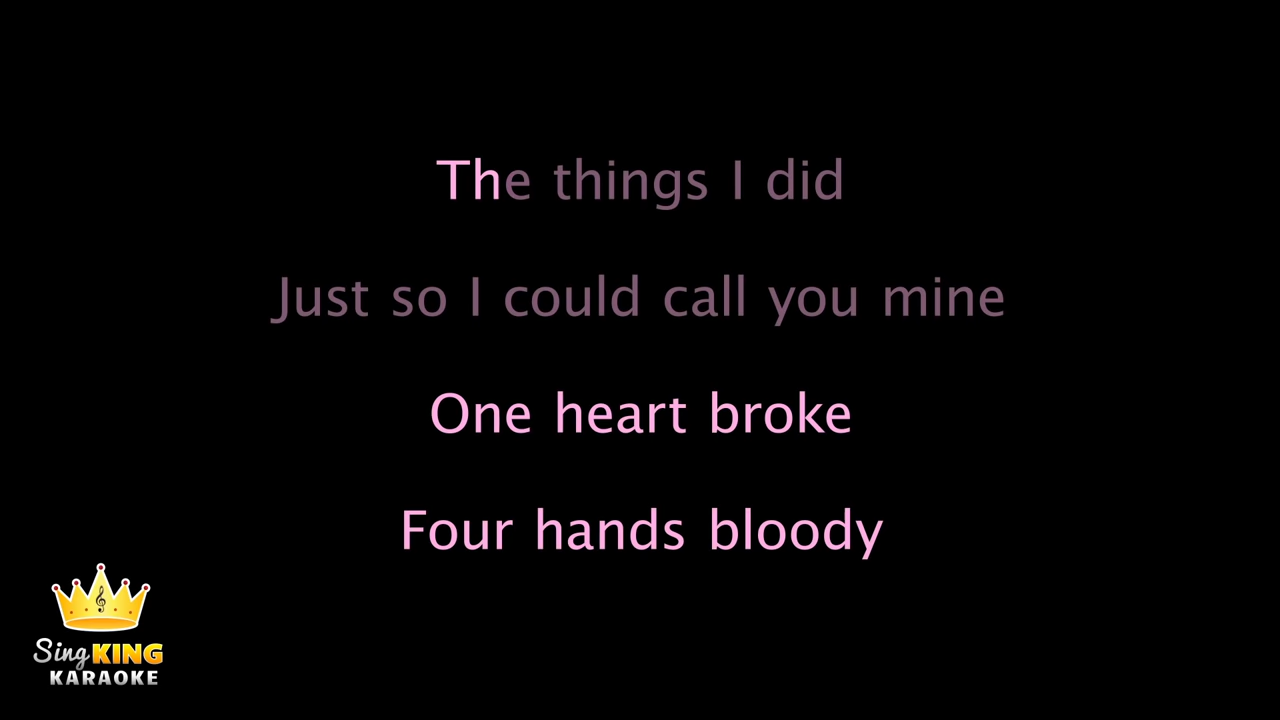 The things I did
Just so I could call you mine
One heart broke
Four hands bloody
Sing KING
KARAOKE